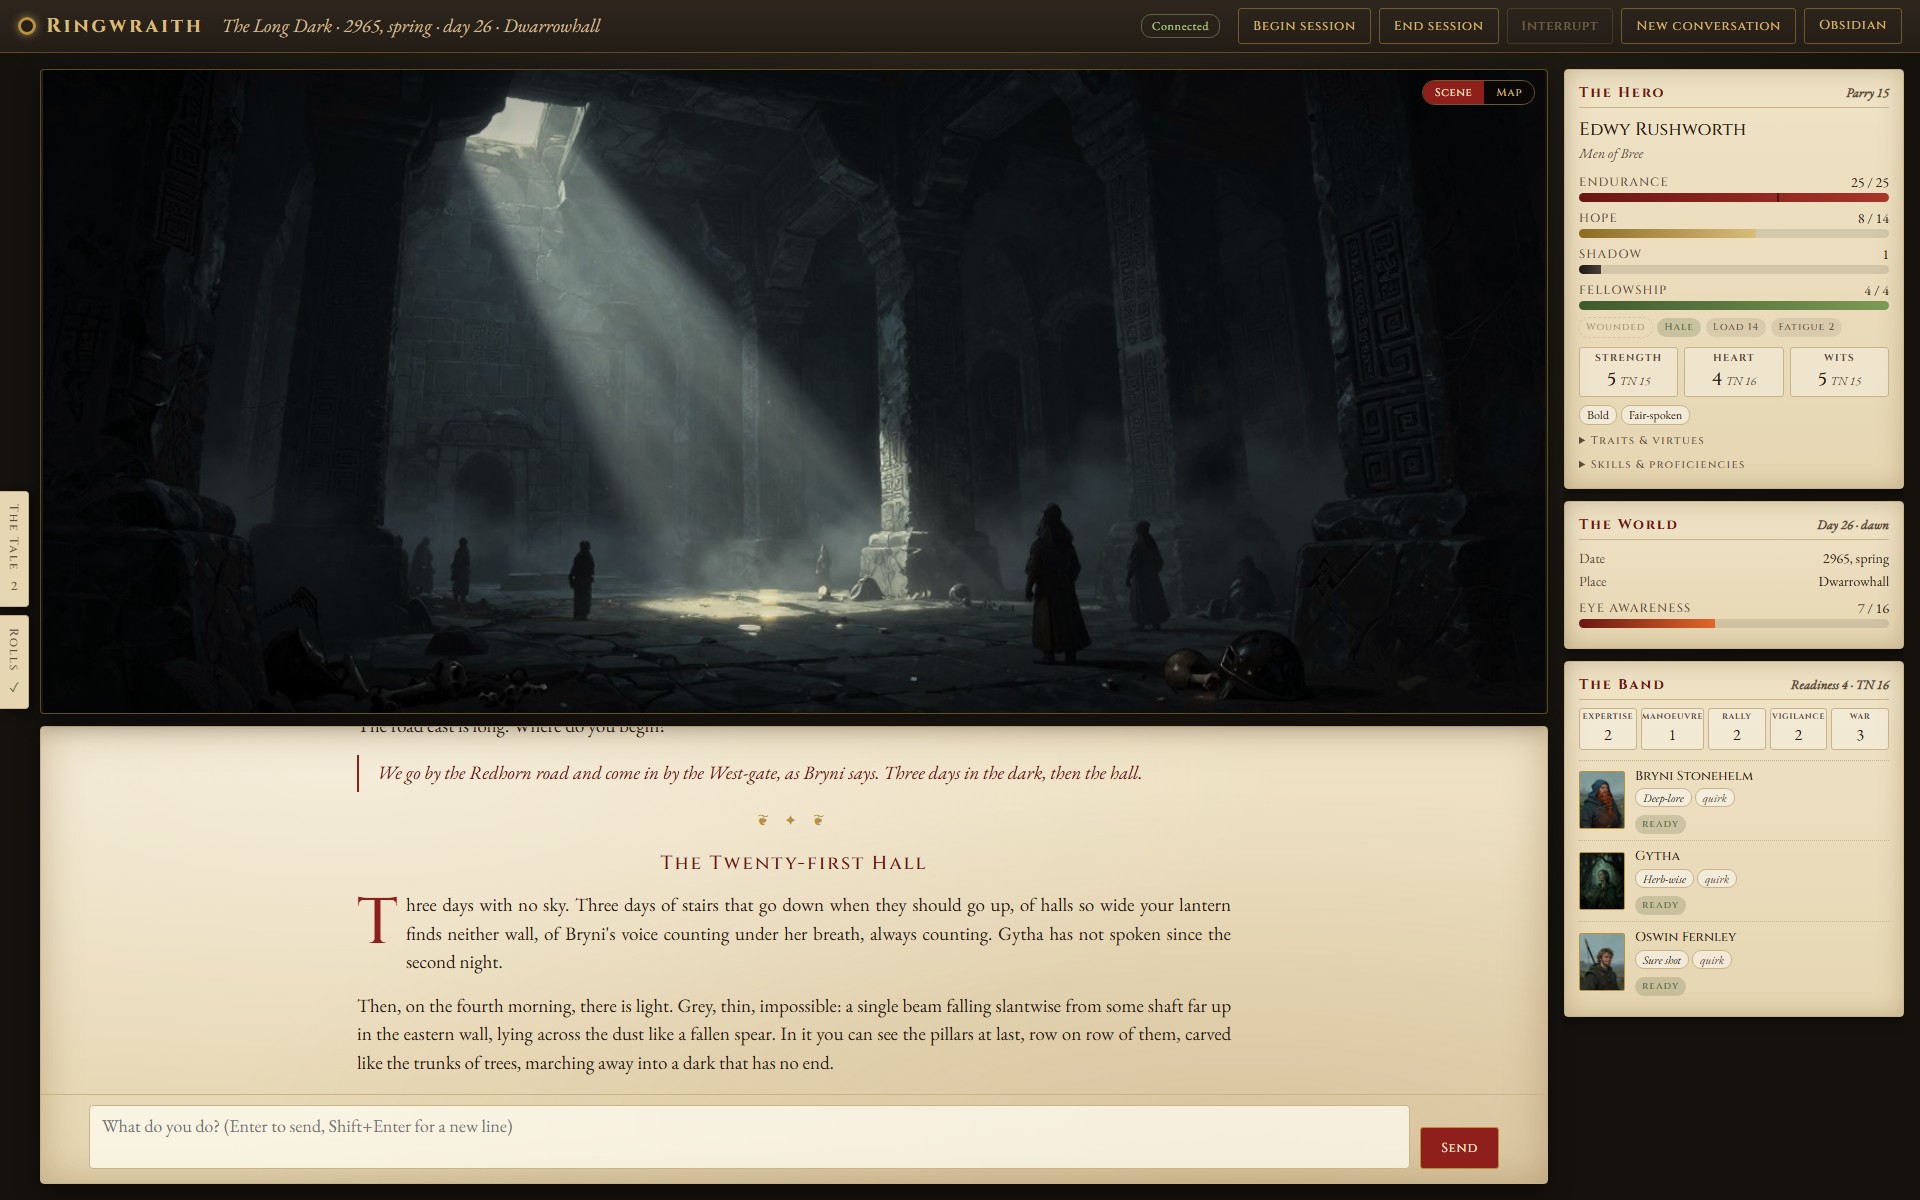 RINGWRAITH
The Long Dark · 2965, spring · day 26 · Dwarrowhall
Connected
BEGIN SESSION
END SESSION
INTERRUPT
NEW CONVERSATION
OBSIDIAN
SCENE
MAP
THE TALE 2
ROLLS ✓
The road east is long. Where do you begin?
We go by the Redhorn road and come in by the West-gate, as Bryni says. Three days in the dark, then the hall.
THE TWENTY-FIRST HALL
Three days with no sky. Three days of stairs that go down when they should go up, of halls so wide your lantern
finds neither wall, of Bryni's voice counting under her breath, always counting. Gytha has not spoken since the
second night.
Then, on the fourth morning, there is light. Grey, thin, impossible: a single beam falling slantwise from some shaft far up
in the eastern wall, lying across the dust like a fallen spear. In it you can see the pillars at last, row on row of them, carved
like the trunks of trees, marching away into a dark that has no end.
What do you do? (Enter to send, Shift+Enter for a new line)
SEND
THE HERO Parry 15
EDWY RUSHWORTH
Men of Bree
ENDURANCE 25 / 25
HOPE 8 / 14
SHADOW 1
FELLOWSHIP 4 / 4
WOUNDED HALE LOAD 14 FATIGUE 2
STRENGTH HEART WITS
5 TN 15 4 TN 16 5 TN 15
Bold Fair-spoken
▶ TRAITS & VIRTUES
▶ SKILLS & PROFICIENCIES
THE WORLD Day 26 · dawn
Date 2965, spring
Place Dwarrowhall
EYE AWARENESS 7 / 16
THE BAND Readiness 4 · TN 16
EXPERTISE MANOEUVRE RALLY VIGILANCE WAR
2 1 2 2 3
BRYNI STONEHELM
Deep-lore quirk
READY
GYTHA
Herb-wise quirk
READY
OSWIN FERNLEY
Sure shot quirk
READY